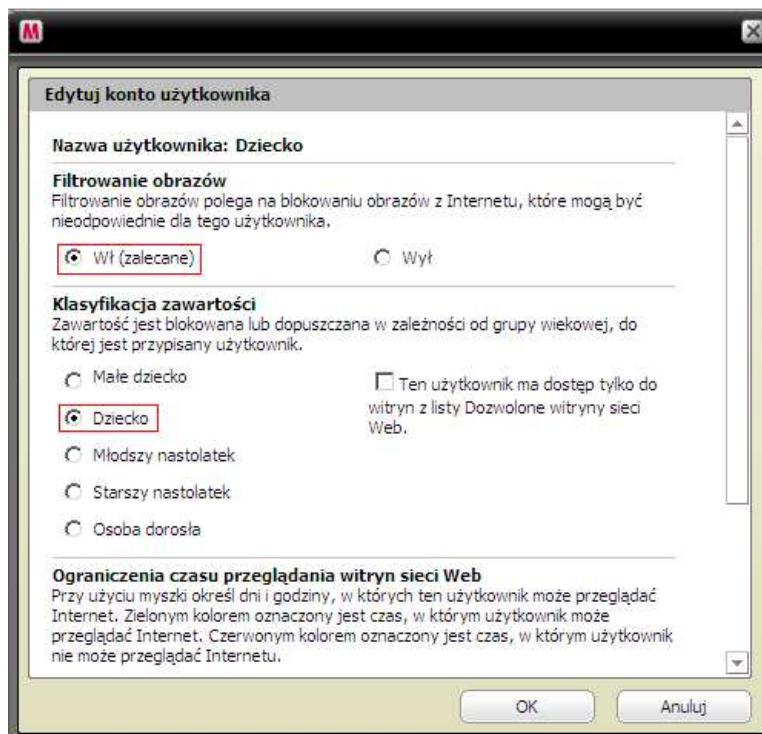 M
Edytuj konto użytkownika
Nazwa użytkownika: Dziecko
Filtrowanie obrazów
Filtrowanie obrazów polega na blokowaniu obrazów z Internetu, które mogą być
nieodpowiednie dla tego użytkownika.
Wł (zalecane) Wył
Klasyfikacja zawartości
Zawartość jest blokowana lub dopuszczana w zależności od grupy wiekowej, do
której jest przypisany użytkownik.
Małe dziecko
Dziecko
Młodszy nastolatek
Starszy nastolatek
Osoba dorosła
Ten użytkownik ma dostęp tylko do
witryn z listy Dozwolone witryny sieci
Web.
Ograniczenia czasu przeglądania witryn sieci Web
Przy użyciu myszki określ dni i godziny, w których ten użytkownik może przeglądać
Internet. Zielonym kolorem oznaczony jest czas, w którym użytkownik może
przeglądać Internet. Czerwonym kolorem oznaczony jest czas, w którym użytkownik
nie może przeglądać Internetu.
OK Anuluj